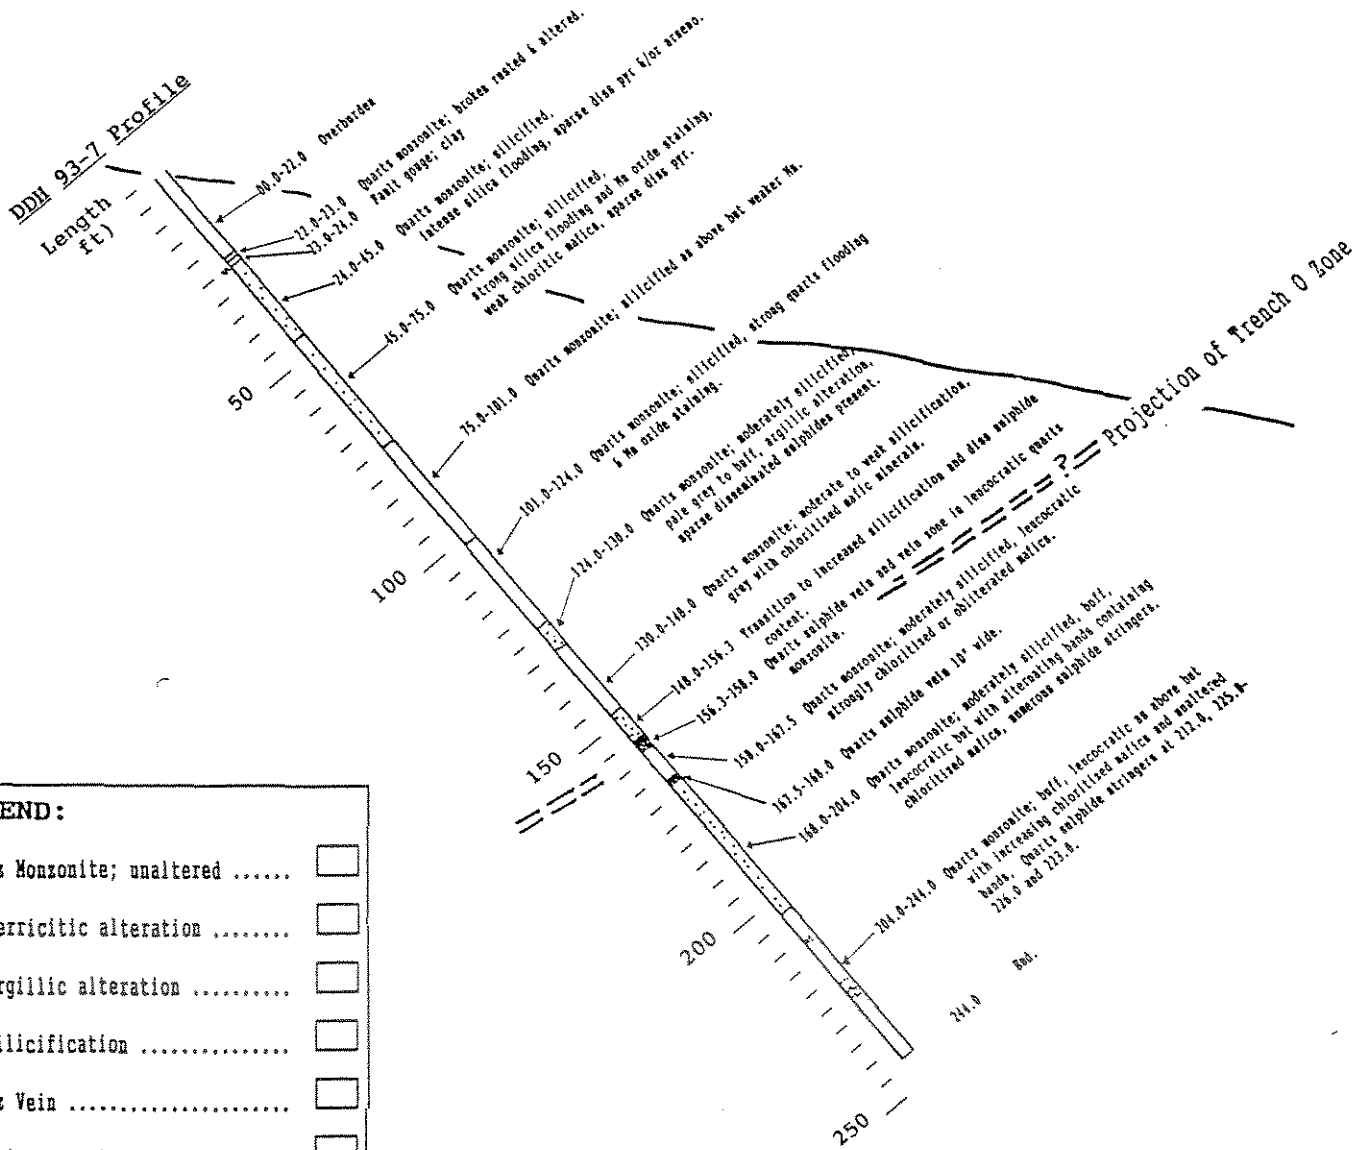 DDH 93-7 Profile
Length
ft)
00.0-22.0 Overburden
22.0-23.0 Quartz monzonite; broken rusted & altered.
23.0-24.0 Fault gouge; clay
24.0-45.0 Quartz monzonite; silicified,
intense silica flooding, sparse diss pyr &/or arseno.
45.0-75.0 Quartz monzonite; silicified,
strong silica flooding and Mn oxide staining,
weak chloritic mafics, sparse diss pyr.
75.0-101.0 Quartz monzonite; silicified as above but weaker Mn.
101.0-124.0 Quartz monzonite; silicified, strong quartz flooding
& Mn oxide staining.
124.0-130.0 Quartz monzonite; moderately silicified,
pale grey to buff, argillic alteration,
sparse disseminated sulphides present.
130.0-148.0 Quartz monzonite; moderate to weak silicification,
grey with chloritised mafic minerals.
148.0-156.3 Transition to increased silicification and diss sulphide
content.
156.3-158.0 Quartz sulphide vein and vein zone in leucocratic quartz
monzonite.
158.0-167.5 Quartz monzonite; moderately silicified, leucocratic
strongly chloritised or obliterated mafics.
167.5-168.0 Quartz sulphide vein 10" wide.
168.0-204.0 Quartz monzonite; moderately silicified, buff,
leucocratic but with alternating bands containing
chloritised mafics, numerous sulphide stringers.
204.0-244.0 Quartz monzonite; buff, leucocratic as above but
with increasing chloritised mafics and unaltered
bands, Quartz sulphide stringers at 212.0, 225.0-
226.0 and 223.0.
244.0 End.
? Projection of Trench O Zone
50
100
150
200
250
END:
z Monzonite; unaltered ......
erricitic alteration ........
rgillic alteration ..........
ilicification ...............
z Vein ......................